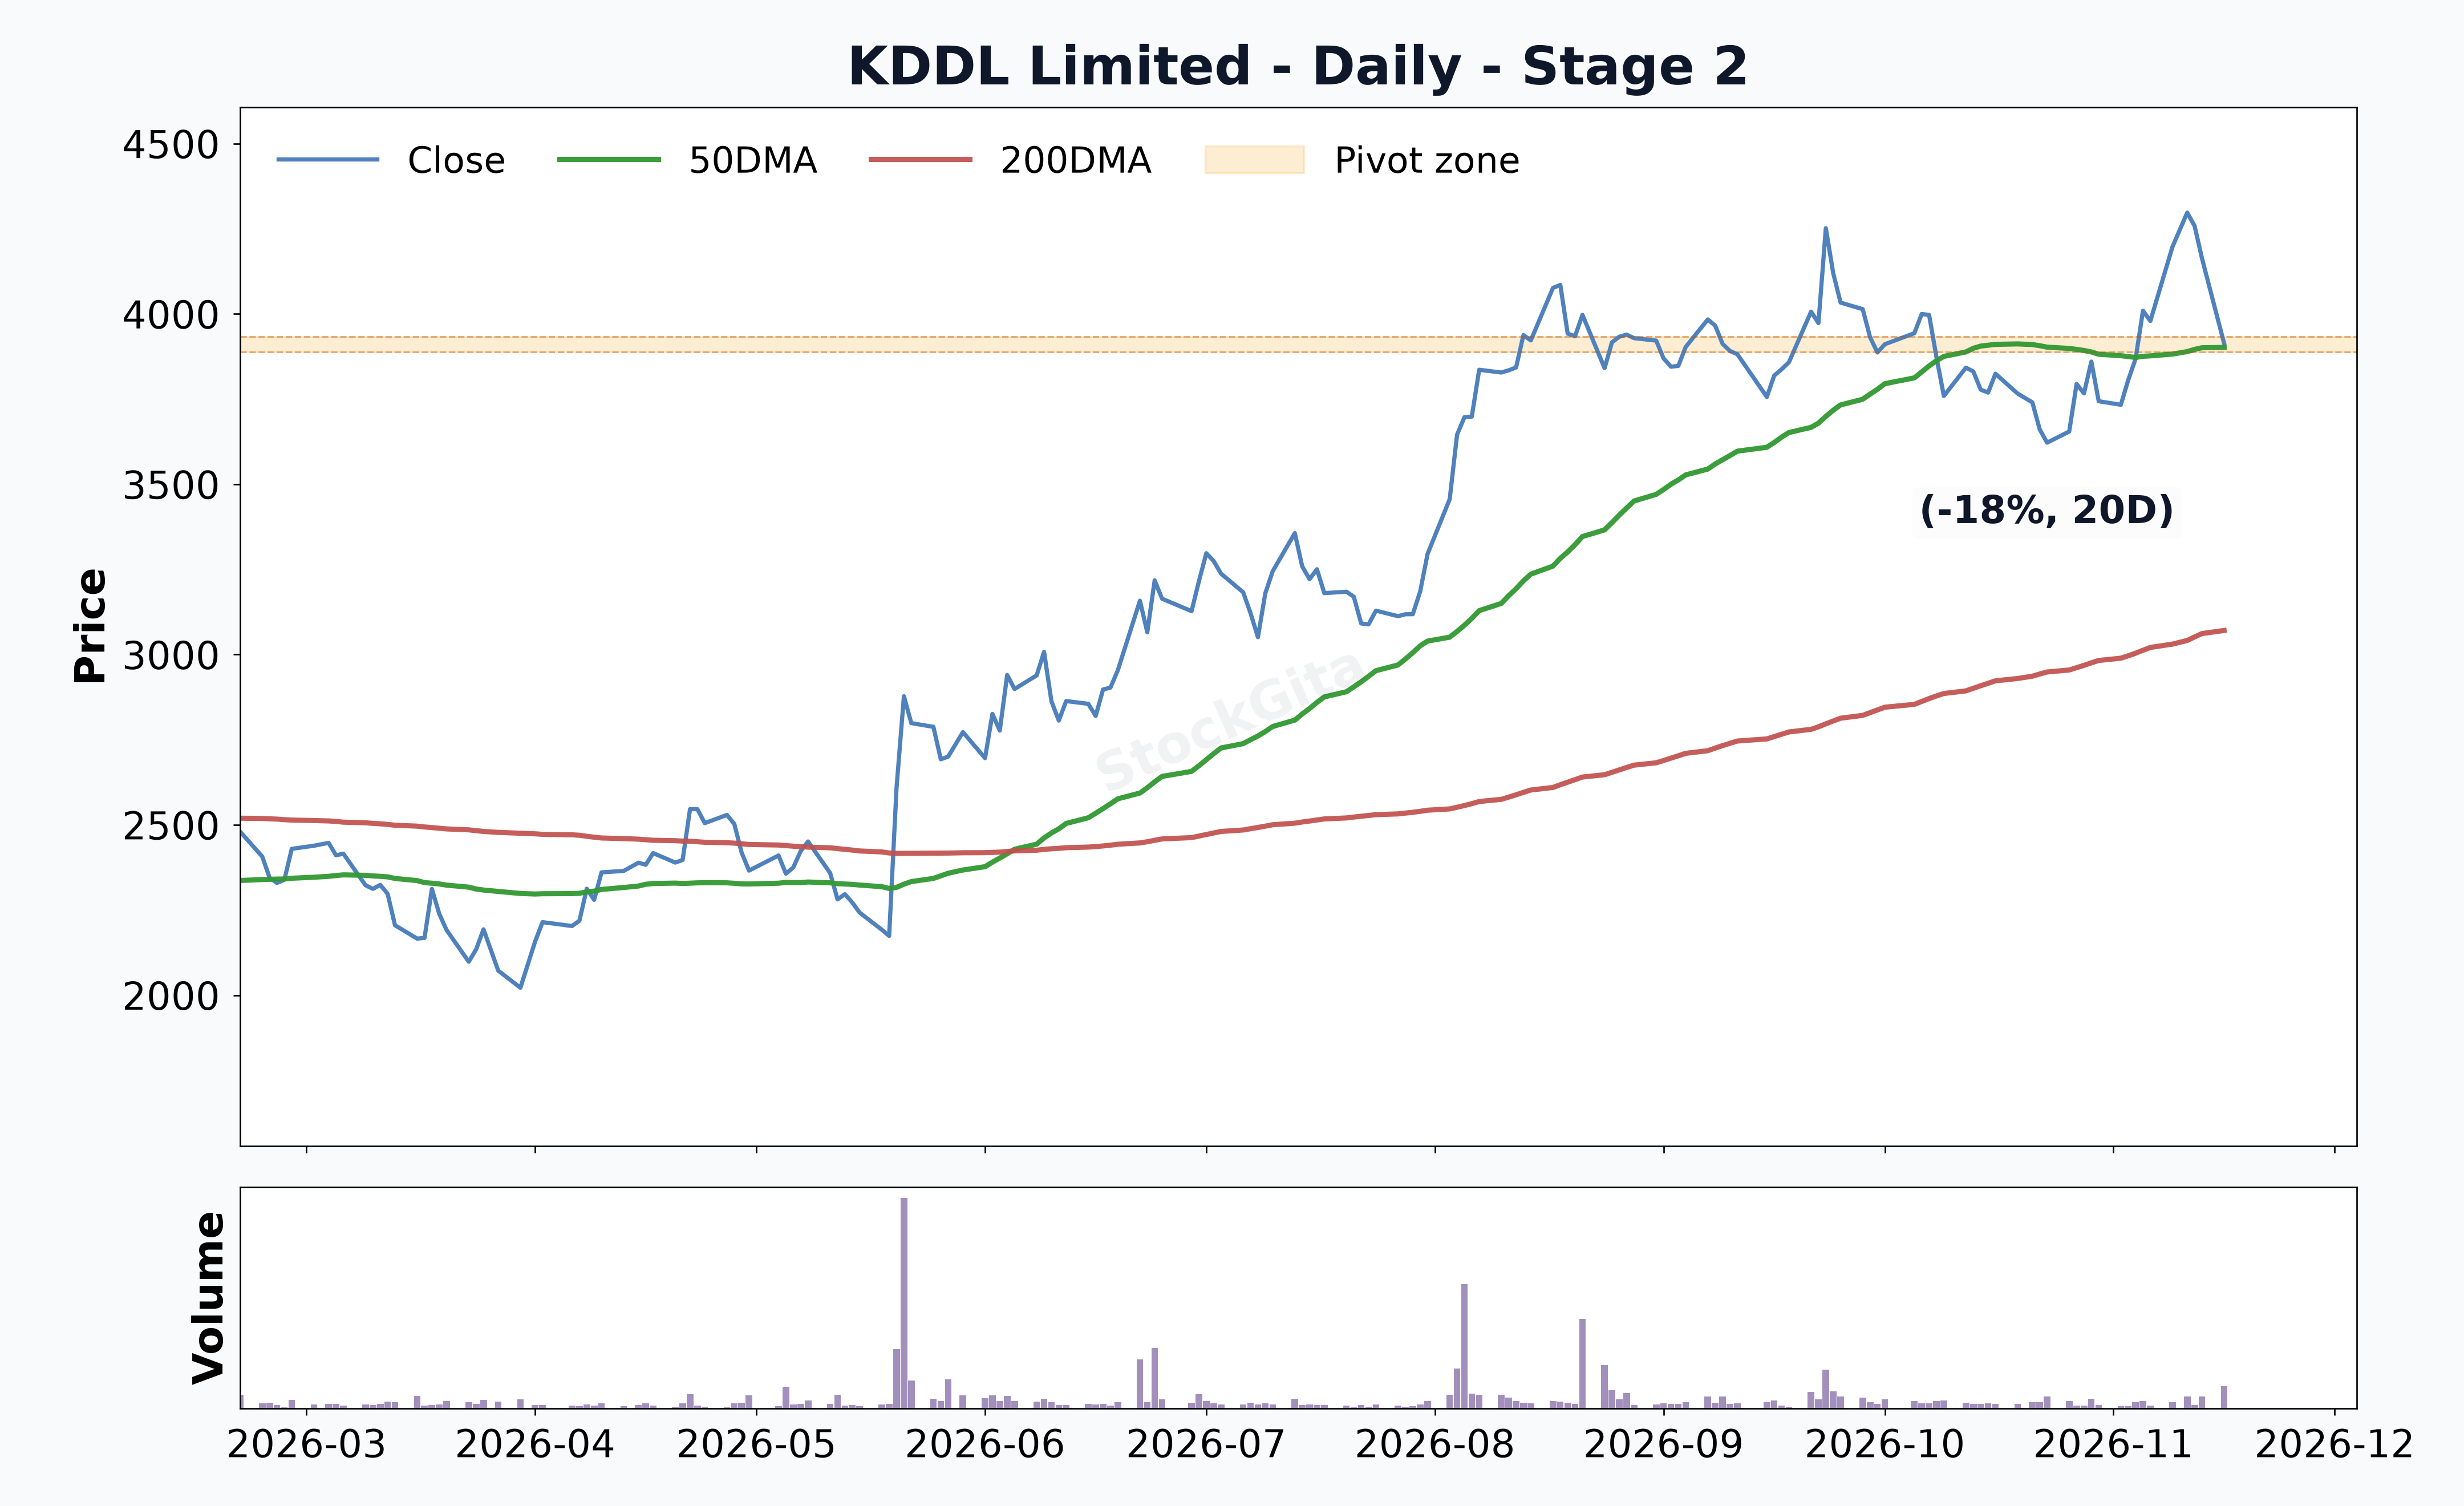 KDDL Limited - Daily - Stage 2
Close 50DMA 200DMA Pivot zone
4500
4000
3500
3000
2500
2000
Price
(-18%, 20D)
StockGita
Volume
2026-03 2026-04 2026-05 2026-06 2026-07 2026-08 2026-09 2026-10 2026-11 2026-12